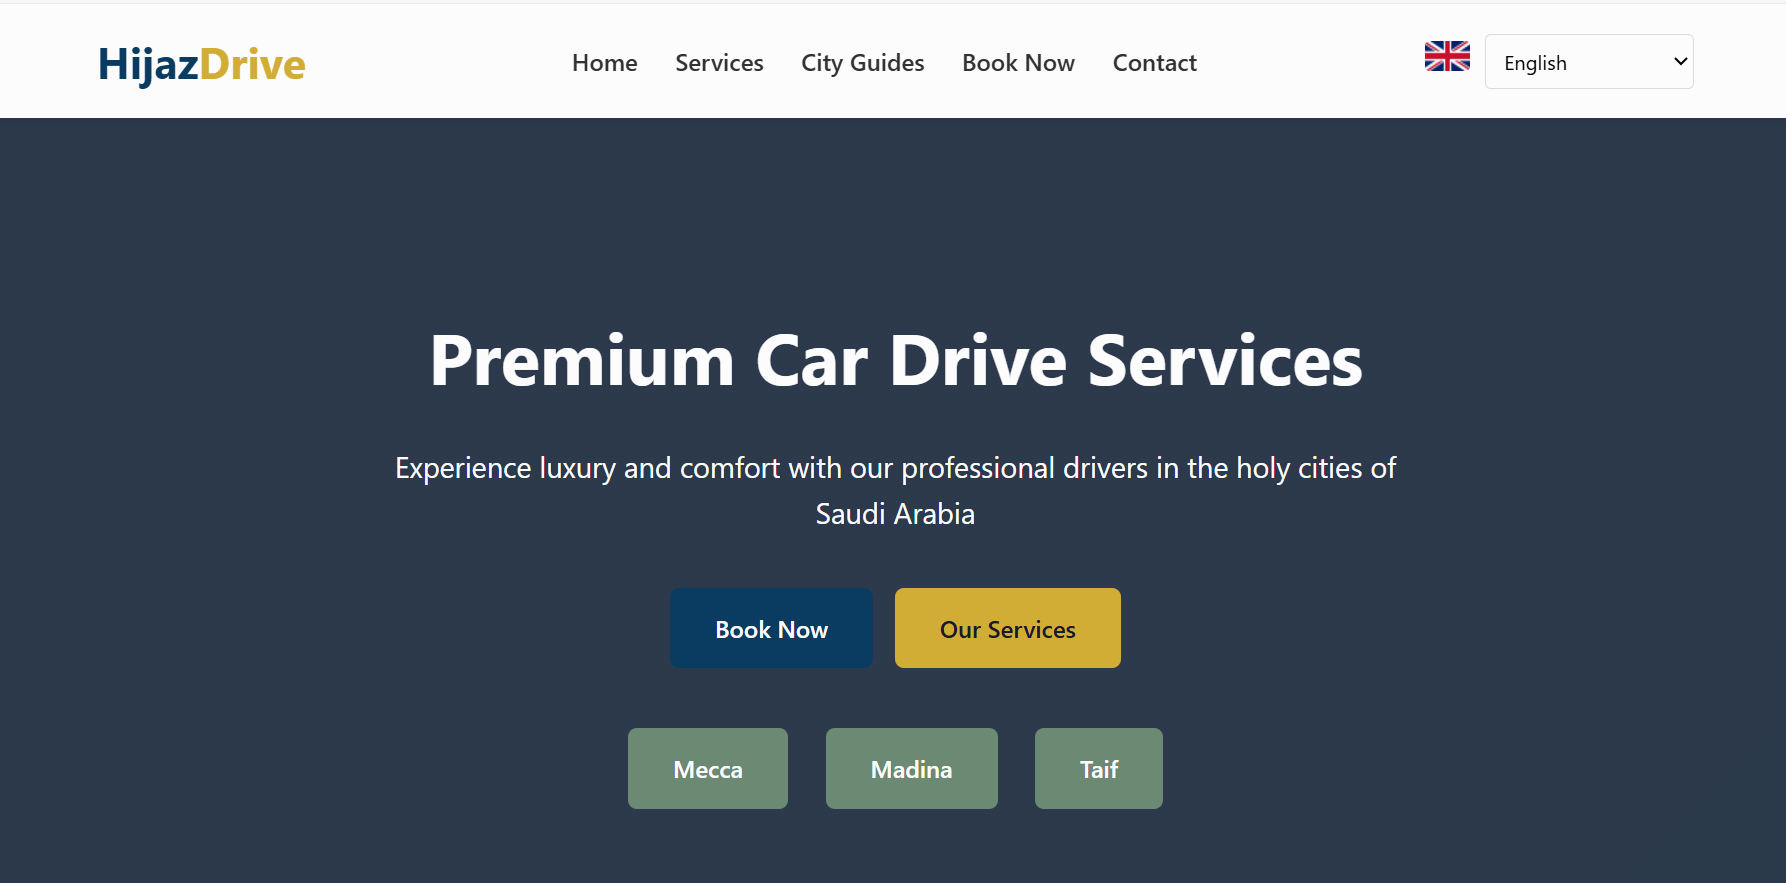 HijazDrive
Home
Services
City Guides
Book Now
Contact
English
Premium Car Drive Services
Experience luxury and comfort with our professional drivers in the holy cities of
Saudi Arabia
Book Now
Our Services
Mecca
Madina
Taif